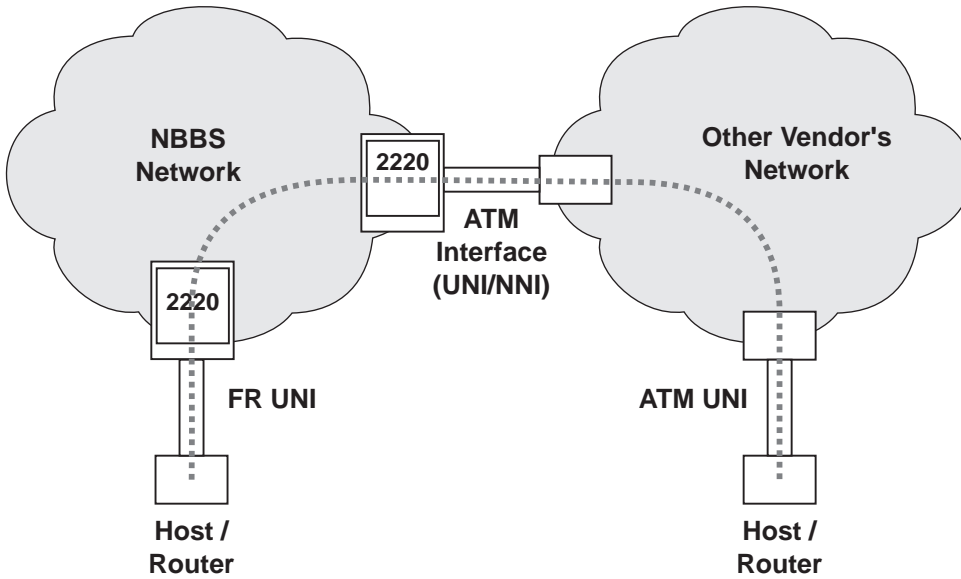 NBBS
Network
Other Vendor's
Network
2220
ATM
Interface
(UNI/NNI)
2220
FR UNI
ATM UNI
Host /
Router
Host /
Router